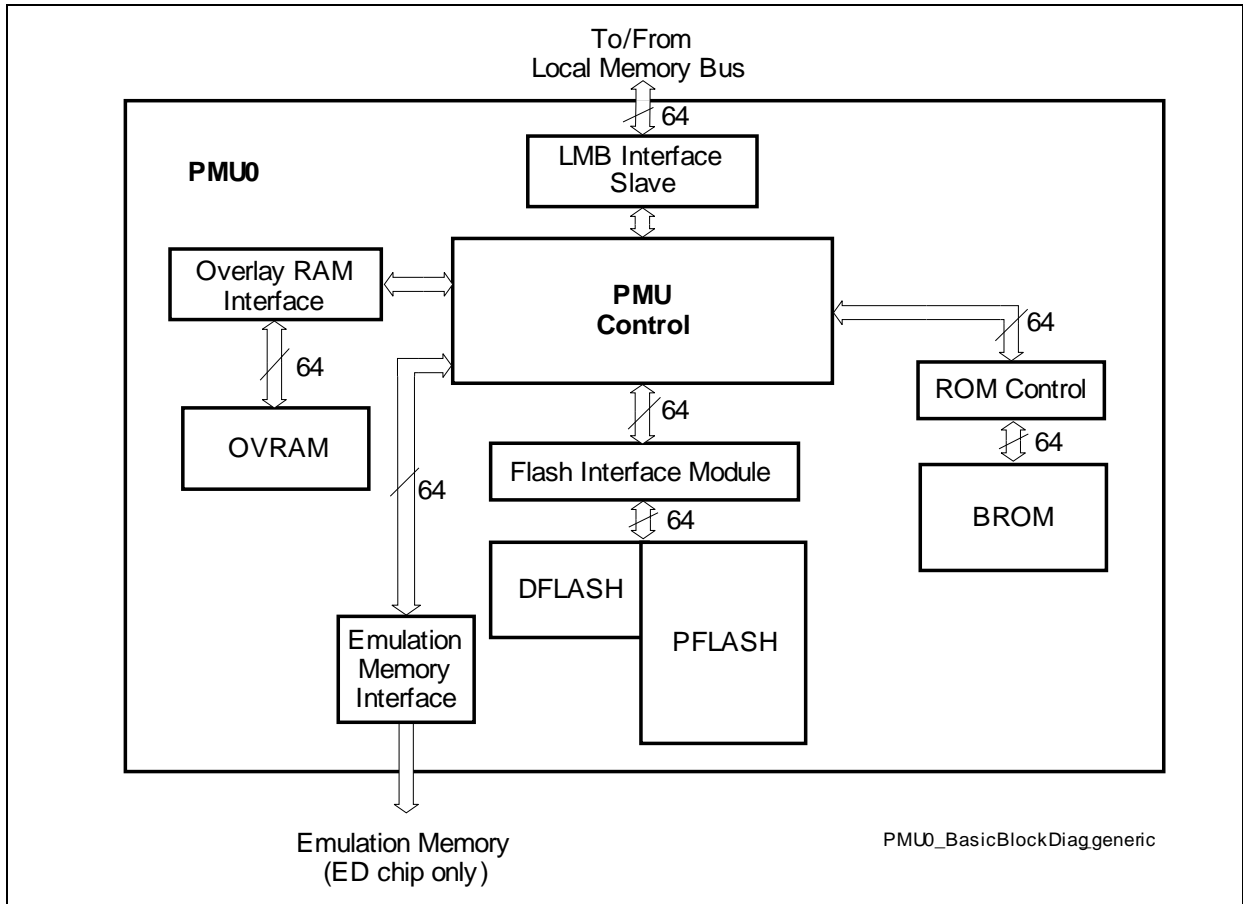 To/From
Local Memory Bus
64
PMU0
LMB Interface
Slave
Overlay RAM
Interface
PMU
Control
64
64
ROM Control
64
OVRAM
64
Flash Interface Module
64
64
BROM
DFLASH
PFLASH
Emulation
Memory
Interface
Emulation Memory
(ED chip only)
PMU0_BasicBlockDiag_generic